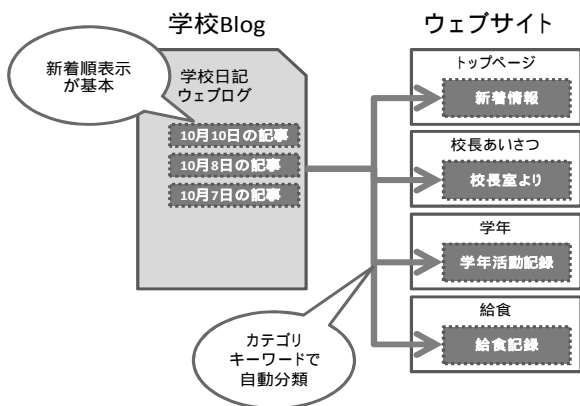 学校Blog
新着順表示
が基本
学校日記
ウェブログ
10月10日の記事
10月8日の記事
10月7日の記事
カテゴリ
キーワードで
自動分類
ウェブサイト
トップページ
新着情報
校長あいさつ
校長室より
学年
学年活動記録
給食
給食記録